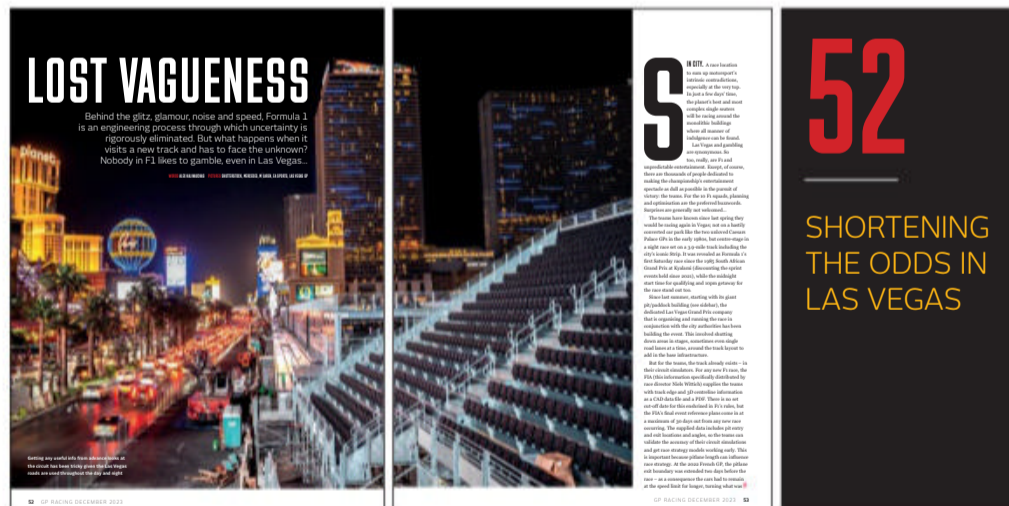 LOST VAGUENESS
Behind the glitz, glamour, noise and speed, Formula 1
is an engineering process through which uncertainty is
rigorously eliminated. But what happens when it
visits a new track and has to face the unknown?
Nobody in F1 likes to gamble, even in Las Vegas...
Getting any useful info from advance looks at
the circuit has been tricky given the Las Vegas
roads are used throughout the day and night
52 GP RACING DECEMBER 2023
S
IN CITY. A race location
to sum up motorsport's
intrinsic contradictions,
especially at the very top.
In just a few days' time,
the planet's best and most
complex single seaters
will be racing around the
monolithic buildings
where all manner of
indulgence can be found.
Las Vegas and gambling
are synonymous. So
too, really, are F1 and
unpredictable entertainment. Except, of course,
there are thousands of people dedicated to
making the championship's entertainment
spectacle as dull as possible in the pursuit of
victory: the teams. For the 10 F1 squads, planning
and optimisation are the preferred buzzwords.
Surprises are generally not welcomed...
The teams have known since last spring they
would be racing again in Vegas; not on a hastily
converted car park like the two unloved Caesars
Palace GPs in the early 1980s, but centre-stage in
a night race set on a 3.9-mile track including the
city's iconic Strip. It was revealed as Formula 1's
first Saturday race since the 1985 South African
Grand Prix at Kyalami (discounting the sprint
events held since 2021), while the midnight
start time for qualifying and 10pm getaway for
the race stand out too.
Since last summer, starting with its giant
pit/paddock building (see sidebar), the
dedicated Las Vegas Grand Prix company
that is organising and running the race in
conjunction with the city authorities has been
building the event. This involved shutting
down areas in stages, sometimes even single
road lanes at a time, around the track layout to
add in the base infrastructure.
But for the teams, the track already exists – in
their circuit simulators. For any new F1 race, the
FIA (this information specifically distributed by
race director Niels Wittich) supplies the teams
with track edge and 3D centreline information
as a CAD data file and a PDF. There is no set
cut-off date for this enshrined in F1's rules, but
the FIA's final event reference plans come in at
a maximum of 30 days out from any new race
occurring. The supplied data includes pit entry
and exit locations and angles, so the teams can
validate the accuracy of their circuit simulations
and get race strategy models working early. This
is important because pitlane length can influence
race strategy. At the 2022 French GP, the pitlane
exit boundary was extended two days before the
race – as a consequence the cars had to remain
at the speed limit for longer, turning what was
GP RACING DECEMBER 2023 53
52
SHORTENING
THE ODDS IN
LAS VEGAS